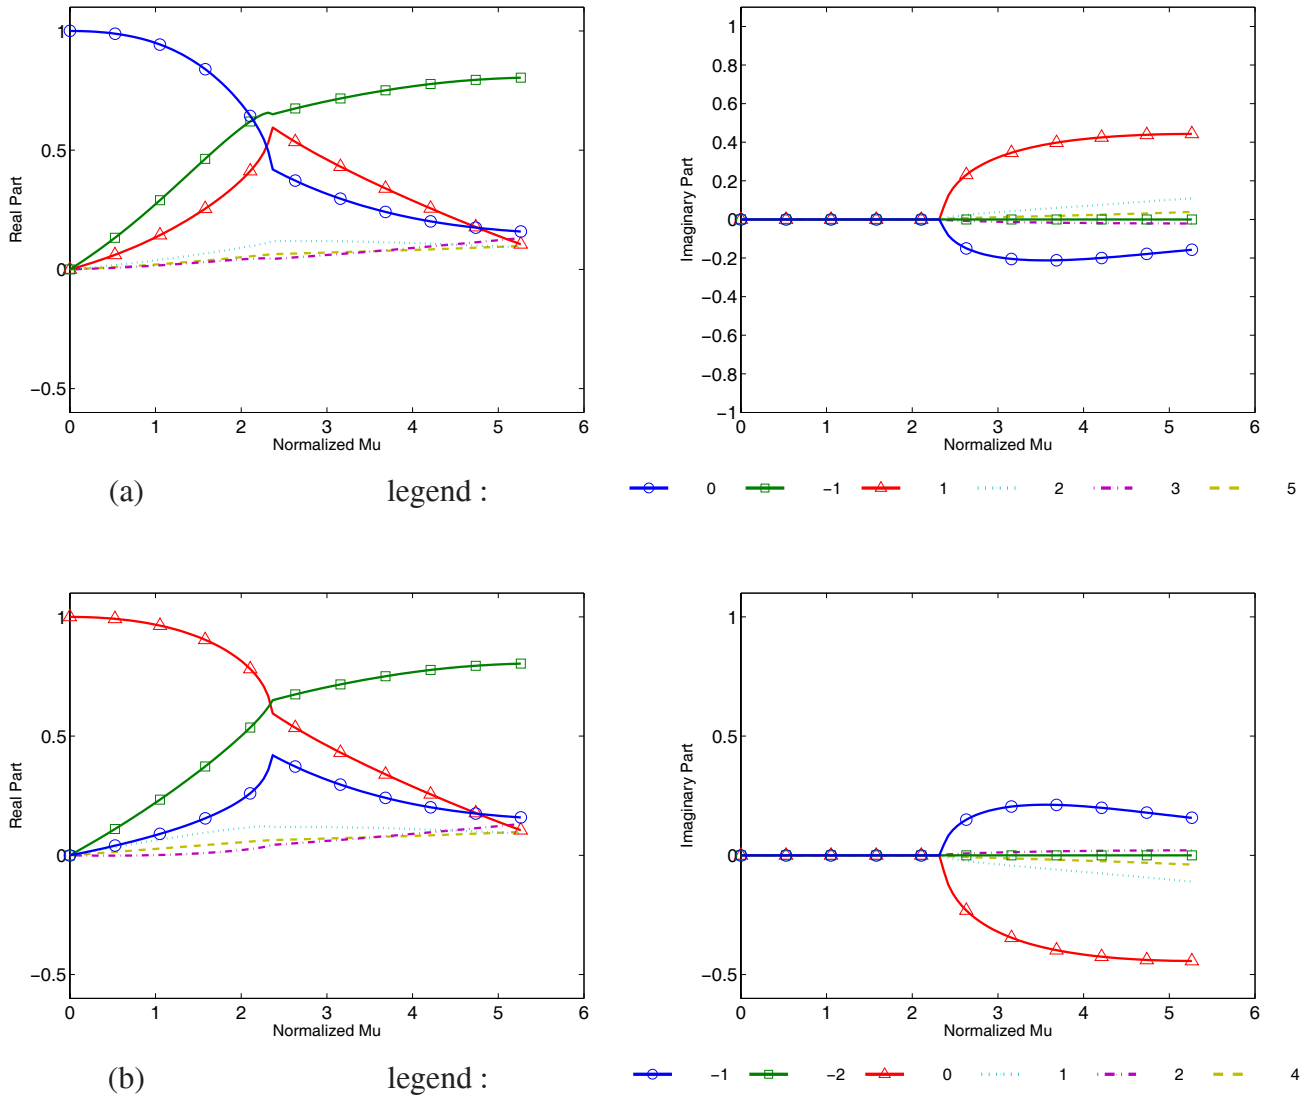 1
0.5
0
−0.5
Real Part
0 1 2 3 4 5 6
Normalized Mu
1
0.8
0.6
0.4
0.2
0
−0.2
−0.4
−0.6
−0.8
−1
Imaginary Part
0 1 2 3 4 5 6
Normalized Mu
(a) legend : 0 −1 1 2 3 5
1
0.5
0
−0.5
Real Part
0 1 2 3 4 5 6
Normalized Mu
1
0.5
0
−0.5
Imaginary Part
0 1 2 3 4 5 6
Normalized Mu
(b) legend : −1 −2 0 1 2 4